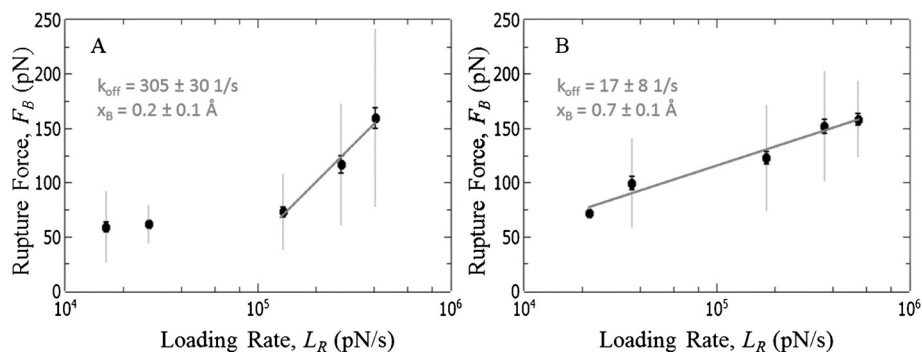 A
k_off = 305 ± 30 1/s
x_B = 0.2 ± 0.1 Å
Rupture Force, F_B (pN)
250
200
150
100
50
0
10^4
10^5
10^6
Loading Rate, L_R (pN/s)
B
k_off = 17 ± 8 1/s
x_B = 0.7 ± 0.1 Å
Rupture Force, F_B (pN)
250
200
150
100
50
0
10^4
10^5
10^6
Loading Rate, L_R (pN/s)